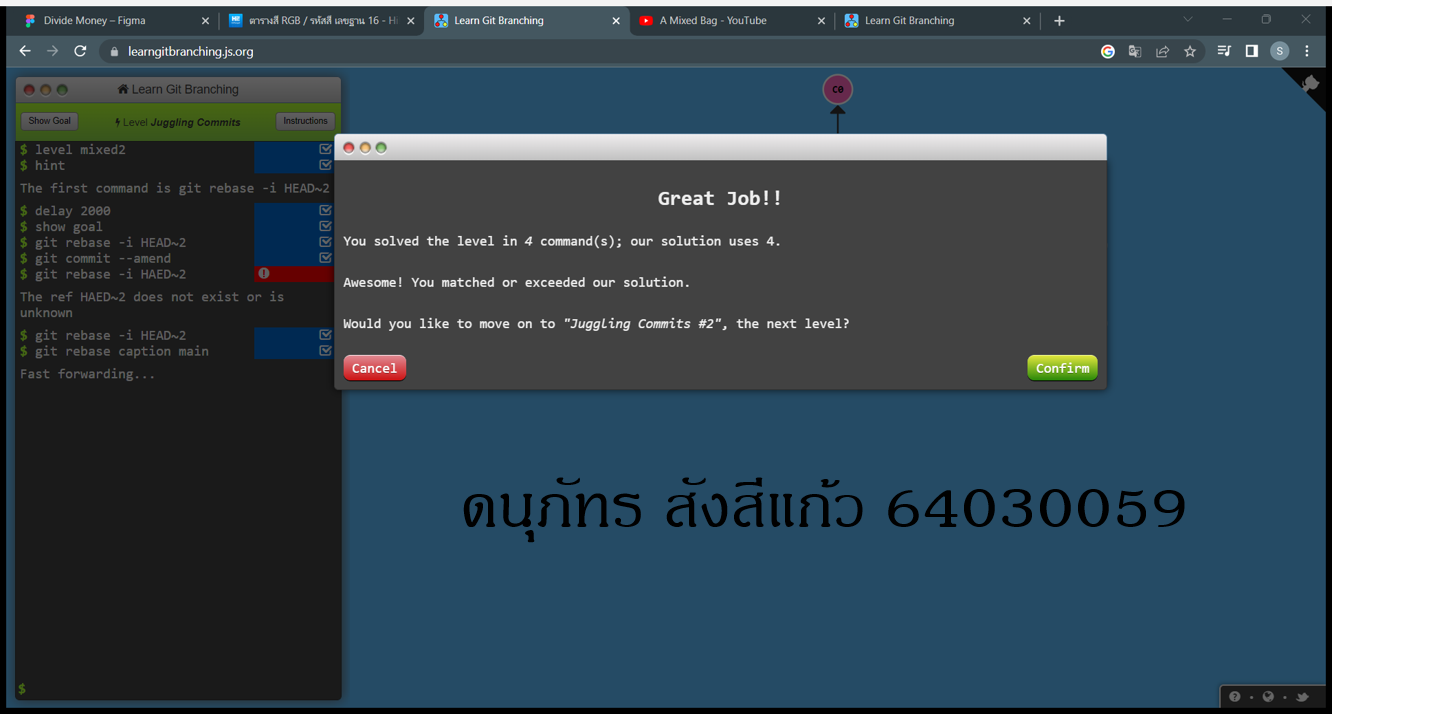 Divide Money – Figma
ตารางสี RGB / รหัสสี เลขฐาน 16 - Hi
Learn Git Branching
A Mixed Bag - YouTube
Learn Git Branching
learngitbranching.js.org
S
Learn Git Branching
Show Goal
Level Juggling Commits
Instructions
$ level mixed2
$ hint
The first command is git rebase -i HEAD~2
$ delay 2000
$ show goal
$ git rebase -i HEAD~2
$ git commit --amend
$ git rebase -i HAED~2
The ref HAED~2 does not exist or is
unknown
$ git rebase -i HEAD~2
$ git rebase caption main
Fast forwarding...
$
C0
Great Job!!
You solved the level in 4 command(s); our solution uses 4.
Awesome! You matched or exceeded our solution.
Would you like to move on to "Juggling Commits #2", the next level?
Cancel
Confirm
ดนุภัทร สังสีแก้ว 64030059